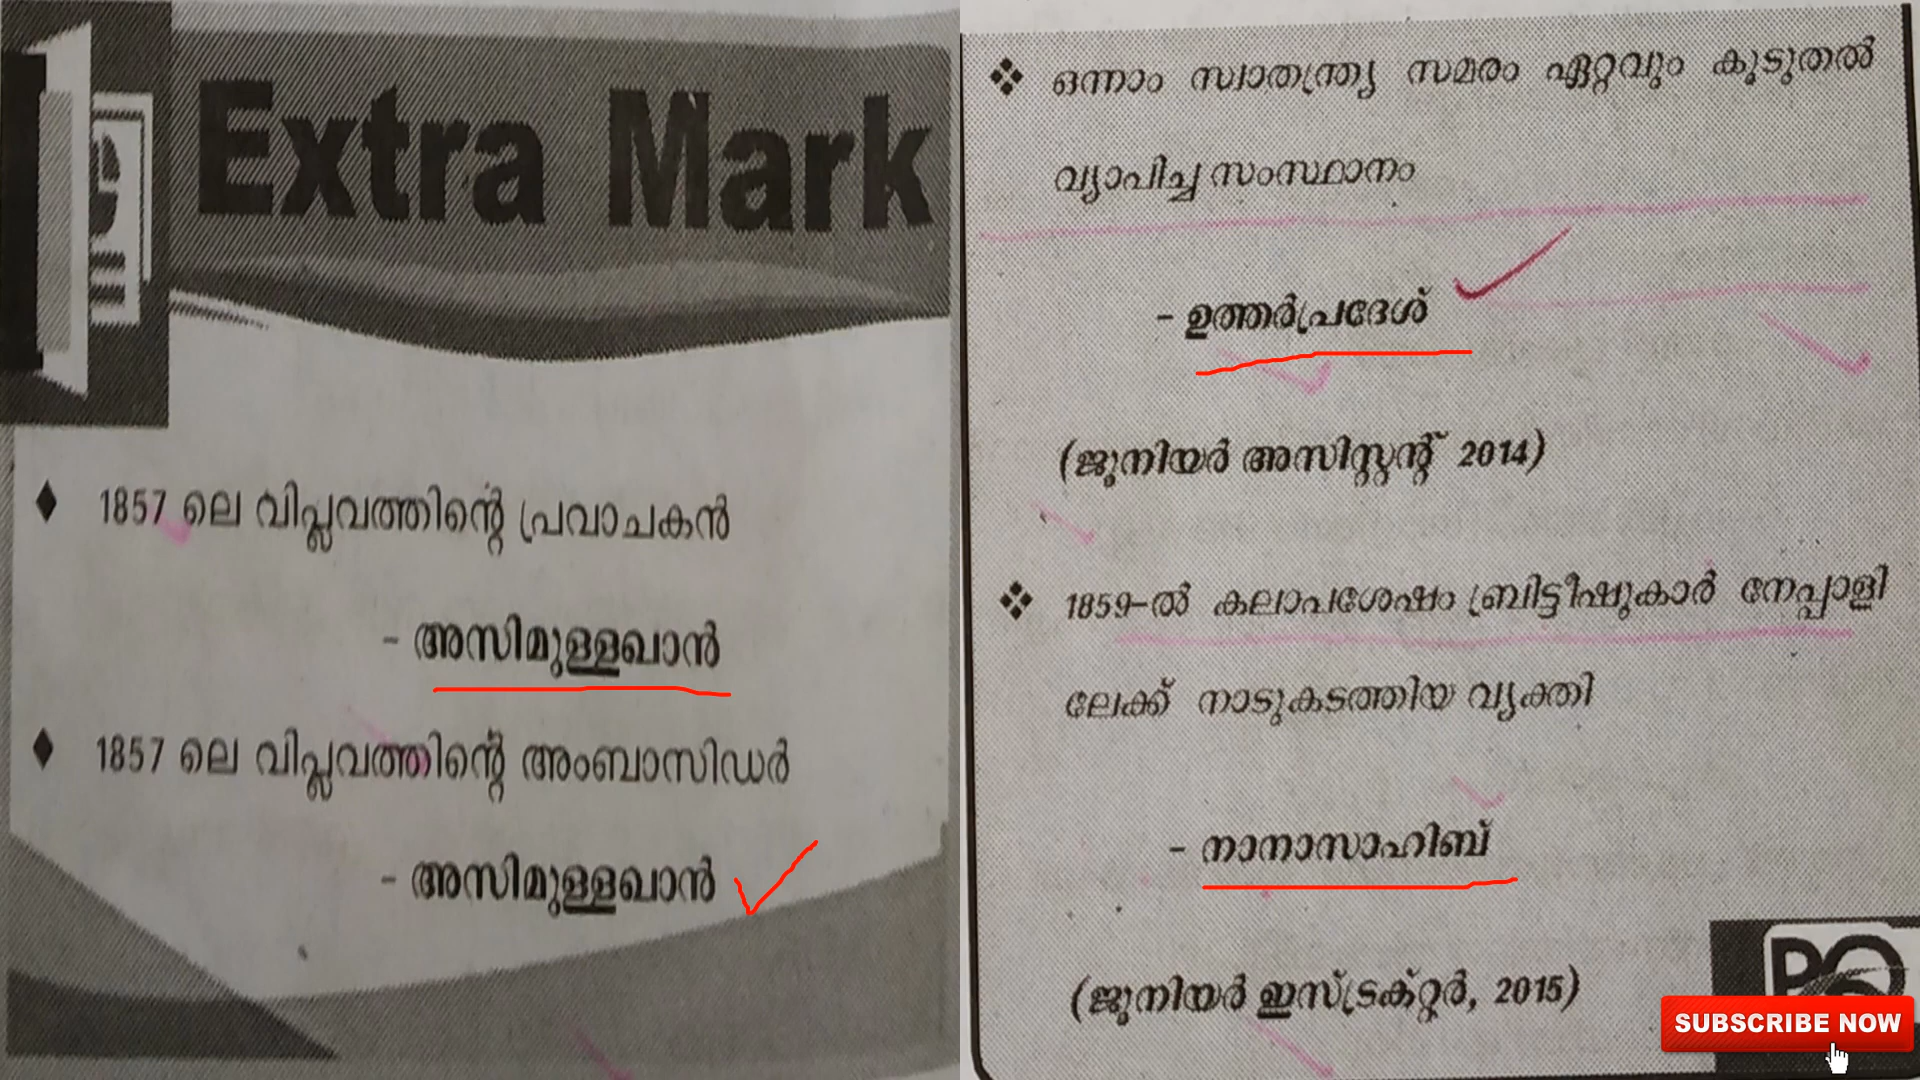 Extra Mark
♦ 1857 ലെ വിപ്ലവത്തിന്റെ പ്രവാചകൻ
- അസിമുള്ളഖാൻ
♦ 1857 ലെ വിപ്ലവത്തിന്റെ അംബാസിഡർ
- അസിമുള്ളഖാൻ
❖ ഒന്നാം സ്വാതന്ത്ര്യ സമരം ഏറ്റവും കൂടുതൽ
വ്യാപിച്ച സംസ്ഥാനം
- ഉത്തർപ്രദേശ്
(ജൂനിയർ അസിസ്റ്റന്റ് 2014)
❖ 1859-ൽ കലാപശേഷം ബ്രിട്ടീഷുകാർ നേപ്പാളി
ലേക്ക് നാടുകടത്തിയ വ്യക്തി
- നാനാസാഹിബ്
(ജൂനിയർ ഇസ്ട്രക്റ്റർ, 2015)
SUBSCRIBE NOW